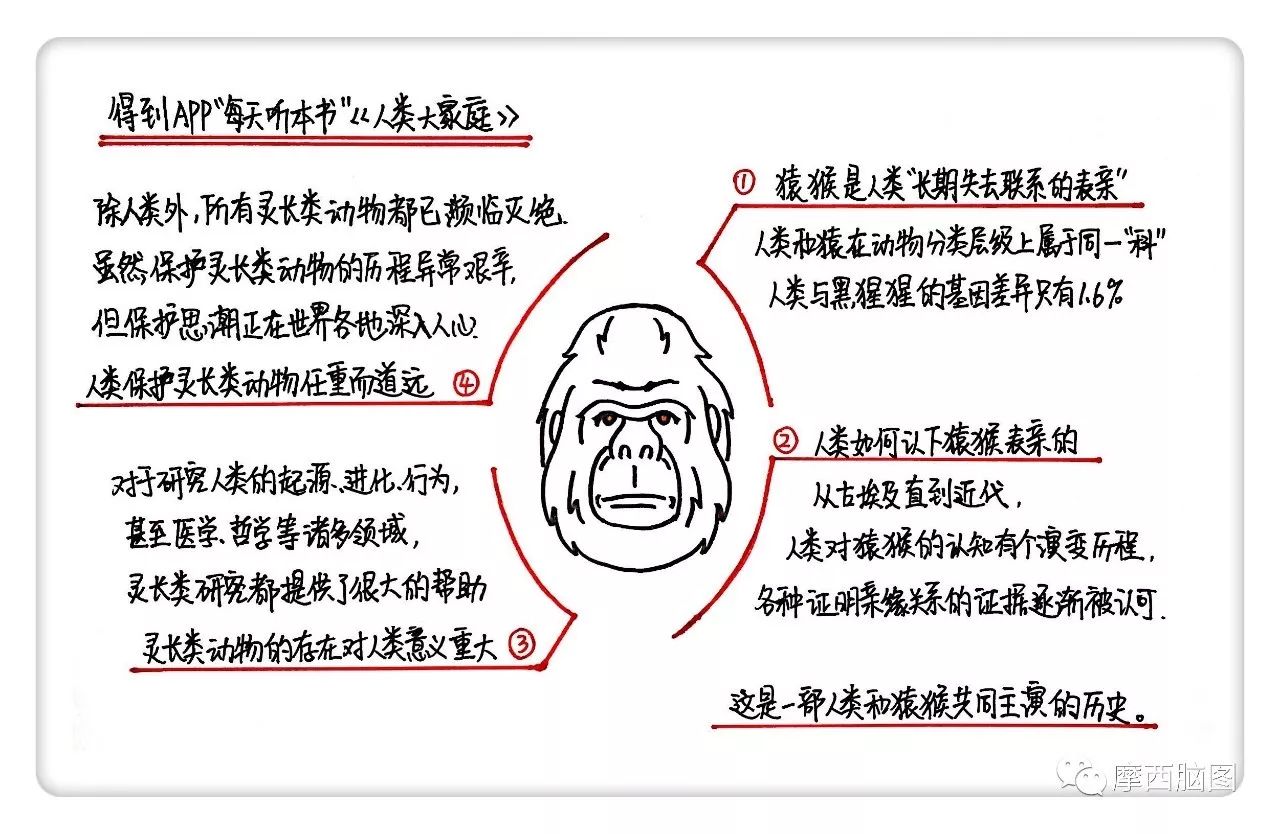 得到APP“每天听本书”《人类大家庭》
① 猿猴是人类“长期失去联系的表亲”
人类和猿在动物分类层级上属于同一“科”
人类与黑猩猩的基因差异只有1.6%
② 人类如何认下猿猴表亲的
从古埃及直到近代,
人类对猿猴的认知有个演变历程,
各种证明亲缘关系的证据逐渐被认可.
对于研究人类的起源、进化、行为,
甚至医学、哲学等诸多领域,
灵长类研究都提供了很大的帮助
灵长类动物的存在对人类意义重大 ③
除人类外,所有灵长类动物都已濒临灭绝.
虽然保护灵长类动物的历程异常艰辛,
但保护思潮正在世界各地深入人心.
人类保护灵长类动物任重而道远 ④
这是一部人类和猿猴共同主演的历史。
摩西脑图